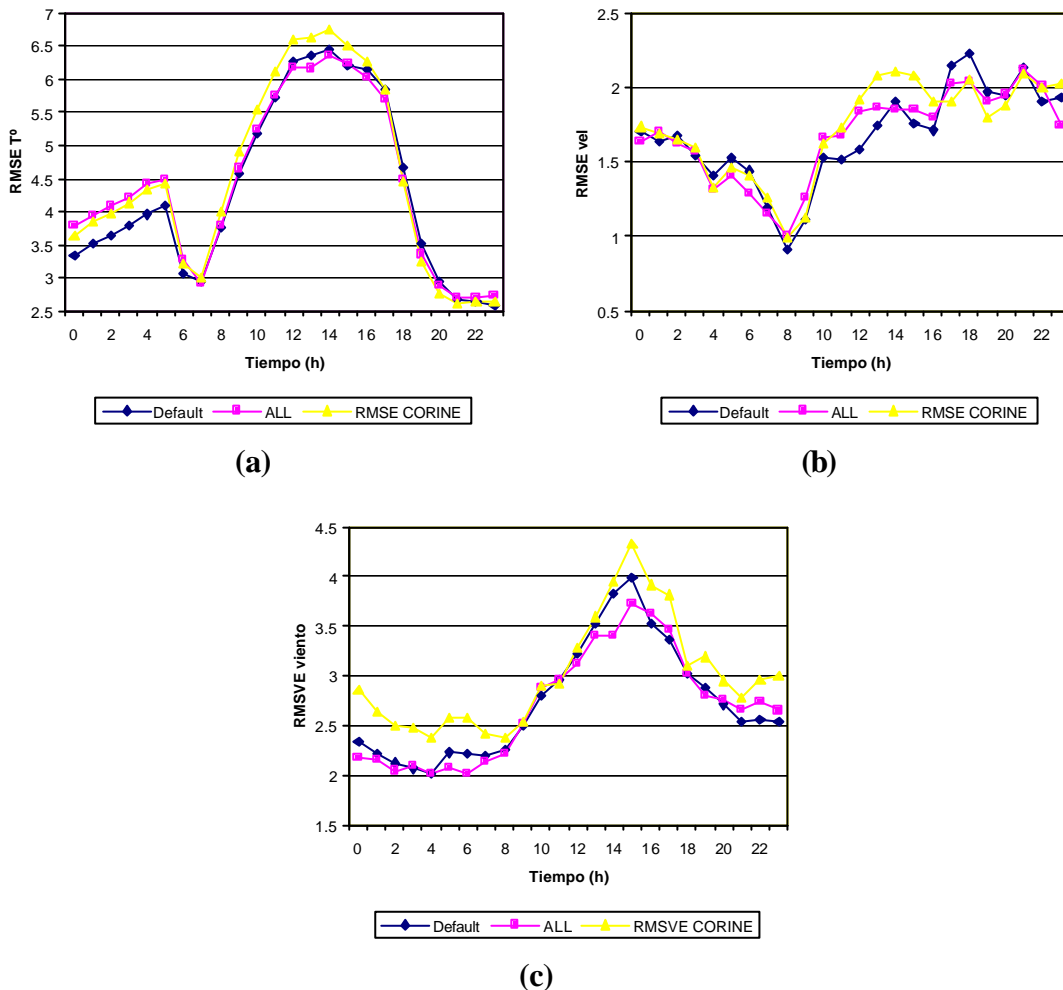 7
6.5
6
5.5
5
4.5
4
3.5
3
2.5
RMSE Tº
0 2 4 6 8 10 12 14 16 18 20 22
Tiempo (h)
Default ALL RMSE CORINE
(a)
2.5
2
1.5
1
0.5
RMSE vel
0 2 4 6 8 10 12 14 16 18 20 22
Tiempo (h)
Default ALL RMSE CORINE
(b)
4.5
4
3.5
3
2.5
2
1.5
RMSVE viento
0 2 4 6 8 10 12 14 16 18 20 22
Tiempo (h)
Default ALL RMSVE CORINE
(c)